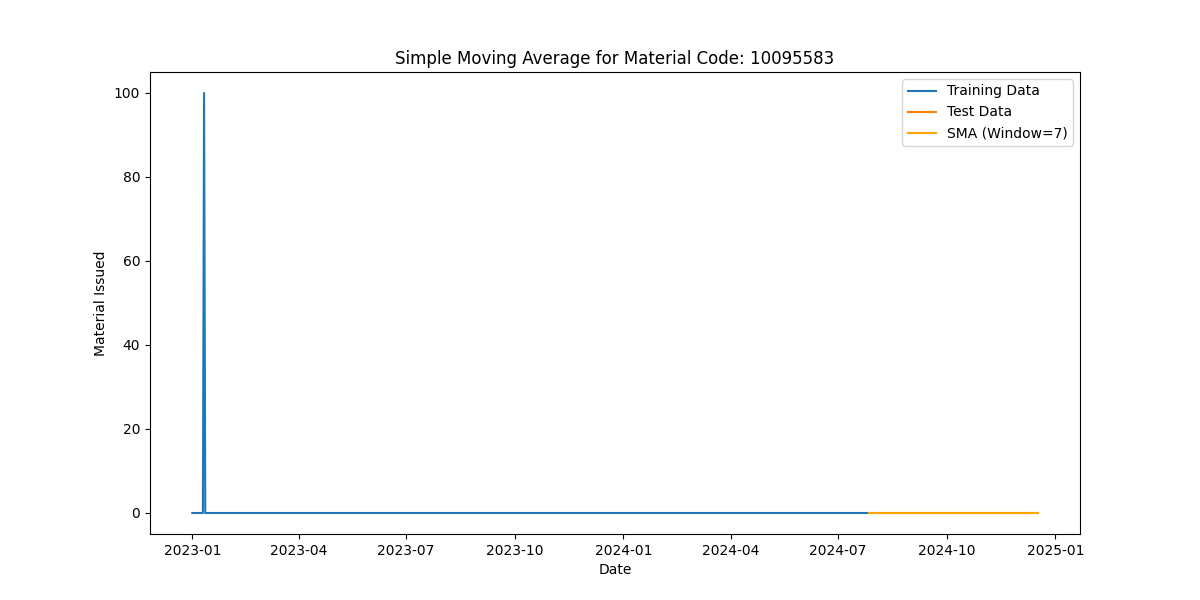 Simple Moving Average for Material Code: 10095583
Training Data
Test Data
SMA (Window=7)
Material Issued
100
80
60
40
20
0
2023-01 2023-04 2023-07 2023-10 2024-01 2024-04 2024-07 2024-10 2025-01
Date